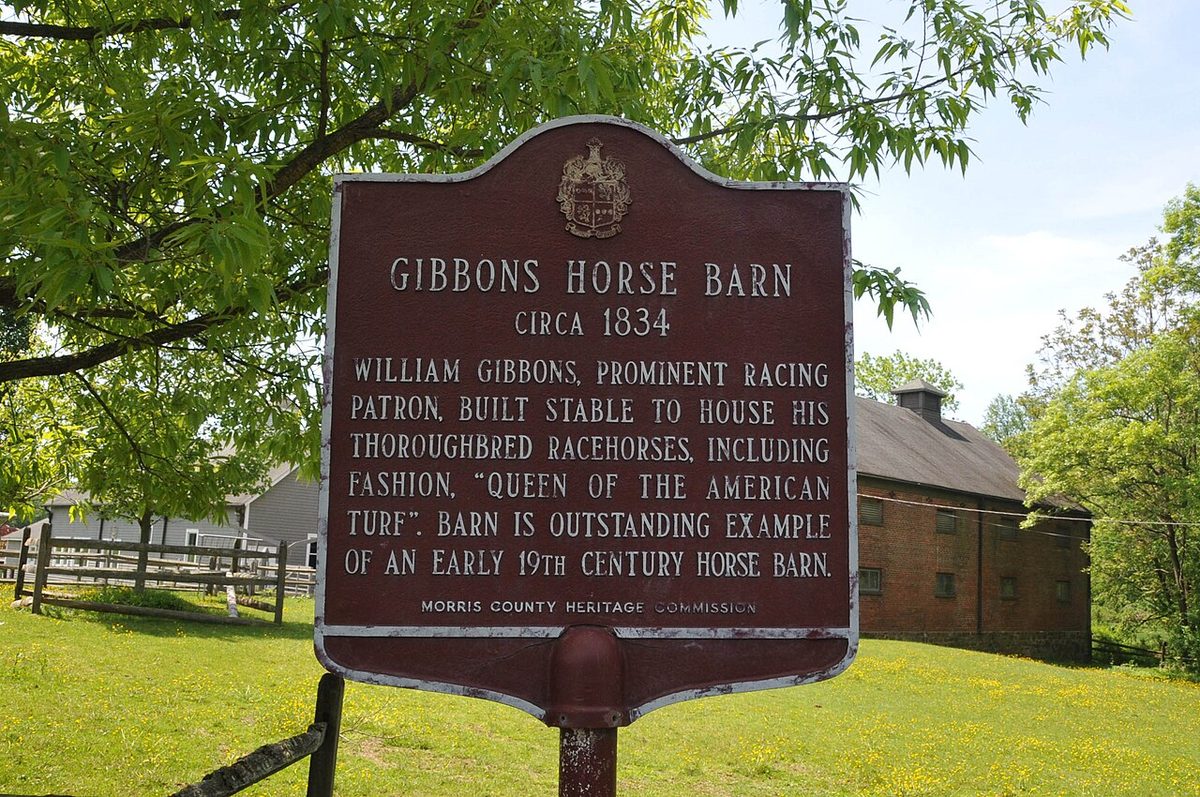 GIBBONS HORSE BARN
CIRCA 1834
WILLIAM GIBBONS, PROMINENT RACING
PATRON, BUILT STABLE TO HOUSE HIS
THOROUGHBRED RACEHORSES, INCLUDING
FASHION, “QUEEN OF THE AMERICAN
TURF”. BARN IS OUTSTANDING EXAMPLE
OF AN EARLY 19TH CENTURY HORSE BARN.
MORRIS COUNTY HERITAGE COMMISSION